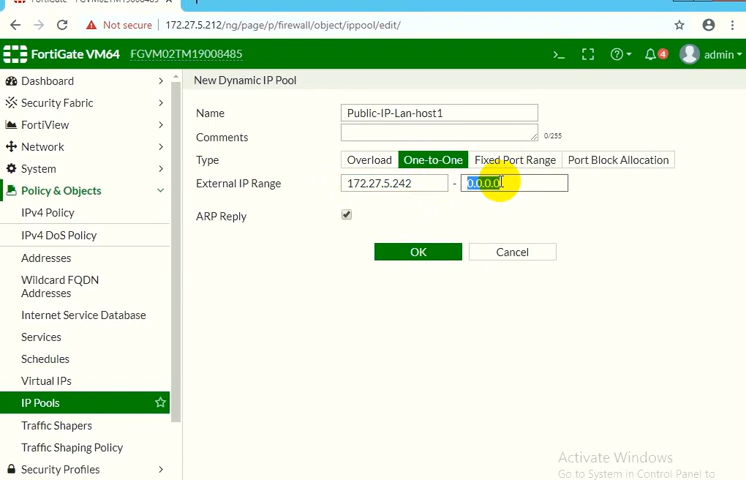 Not secure | 172.27.5.212/ng/page/p/firewall/object/ippool/edit/
FortiGate VM64 FGVM02TM19008485
>_ ? 4 admin
Dashboard
Security Fabric
FortiView
Network
System
Policy & Objects
IPv4 Policy
IPv4 DoS Policy
Addresses
Wildcard FQDN
Addresses
Internet Service Database
Services
Schedules
Virtual IPs
IP Pools
Traffic Shapers
Traffic Shaping Policy
Security Profiles
New Dynamic IP Pool
Name Public-IP-Lan-host1
Comments 0/255
Type Overload One-to-One Fixed Port Range Port Block Allocation
External IP Range 172.27.5.242 - 0.0.0.0
ARP Reply
OK Cancel
Activate Windows
Go to System in Control Panel to